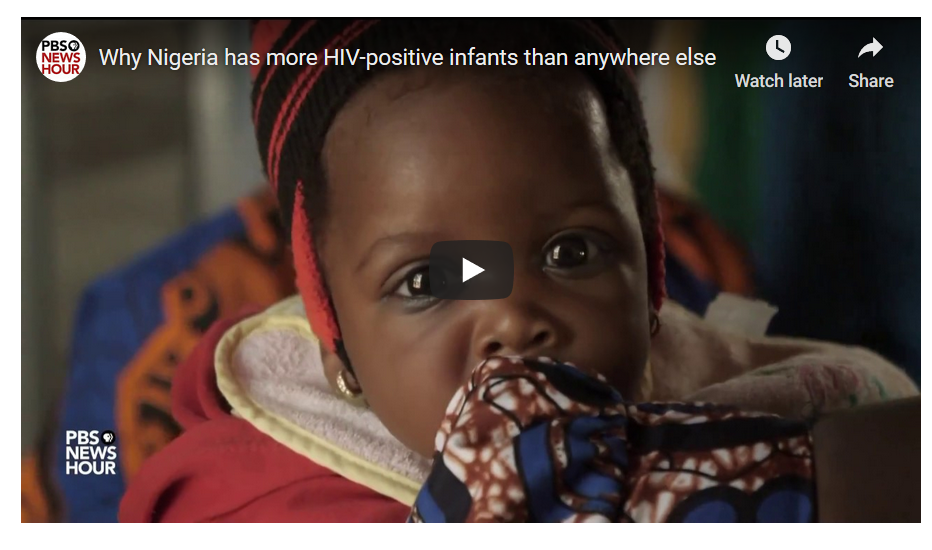 PBS
NEWS
HOUR
Why Nigeria has more HIV-positive infants than anywhere else
Watch later
Share
PBS
NEWS
HOUR